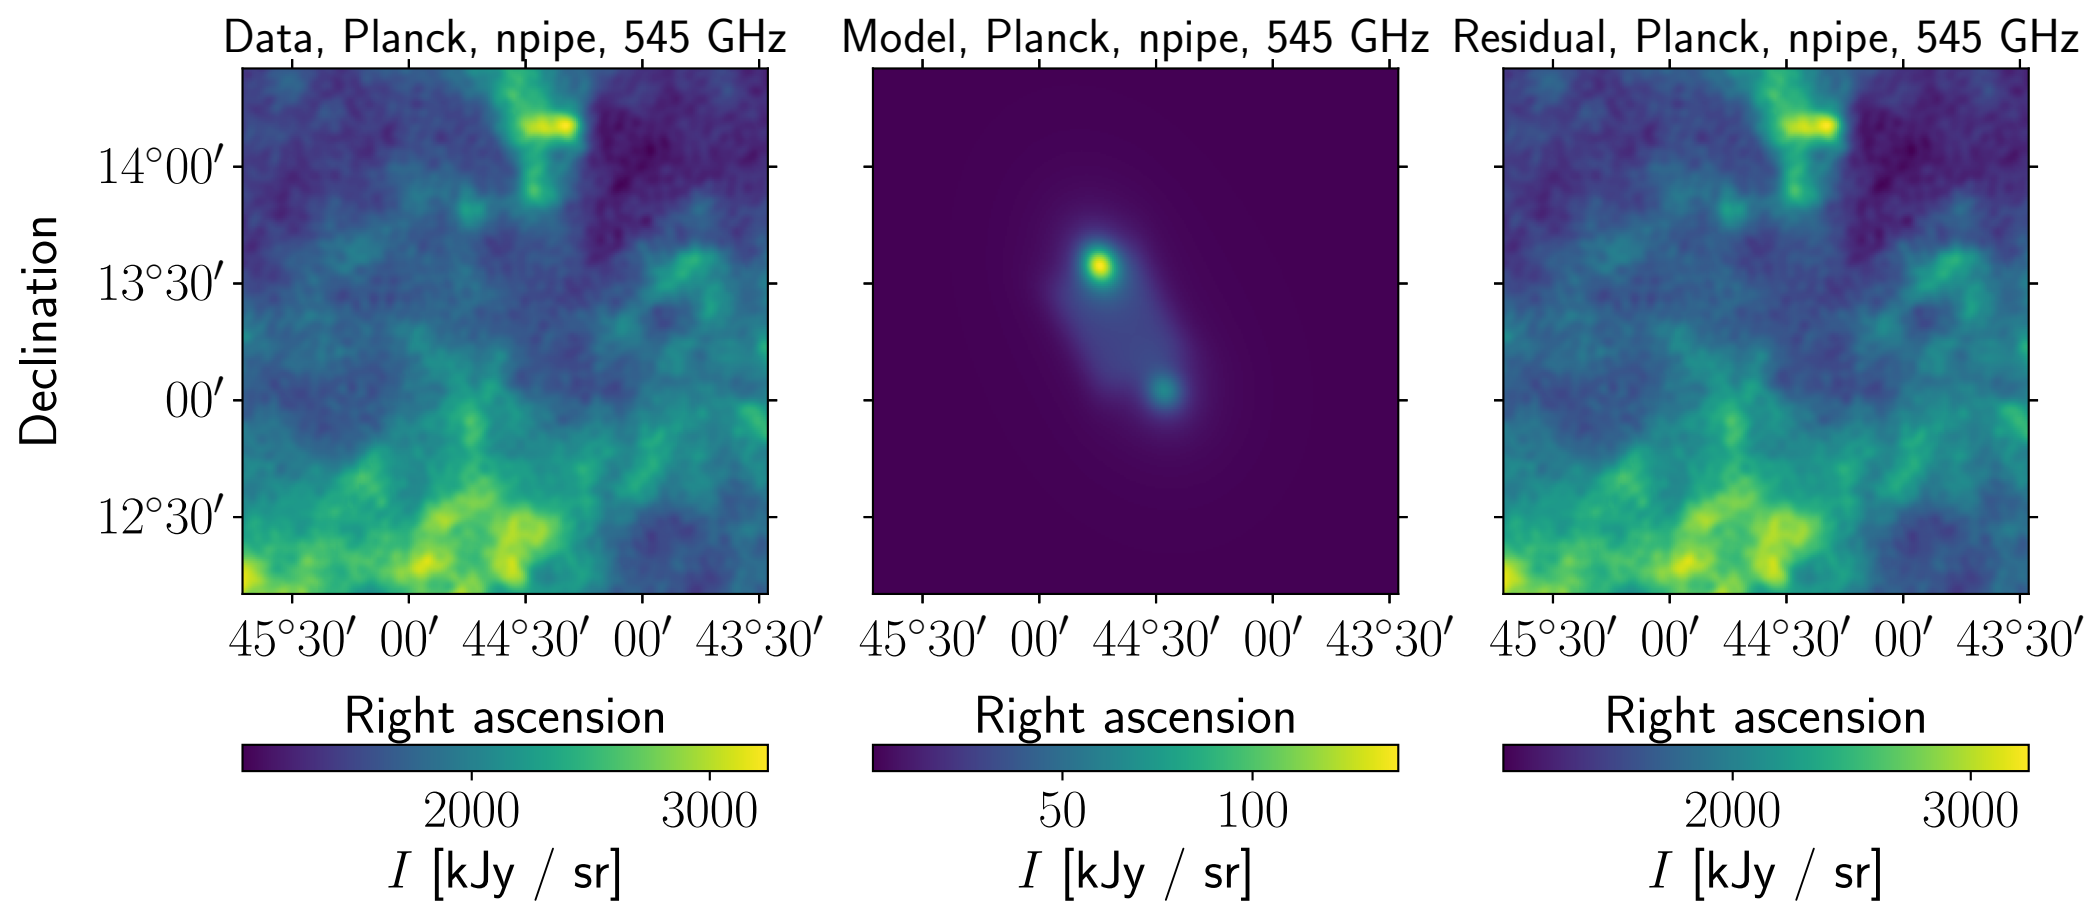 Data, Planck, npipe, 545 GHz Model, Planck, npipe, 545 GHz Residual, Planck, npipe, 545 GHz
14°00′
13°30′
00′
12°30′
Declination
45°30′ 00′ 44°30′ 00′ 43°30′ 45°30′ 00′ 44°30′ 00′ 43°30′ 45°30′ 00′ 44°30′ 00′ 43°30′
Right ascension Right ascension Right ascension
2000 3000 50 100 2000 3000
I [kJy / sr] I [kJy / sr] I [kJy / sr]